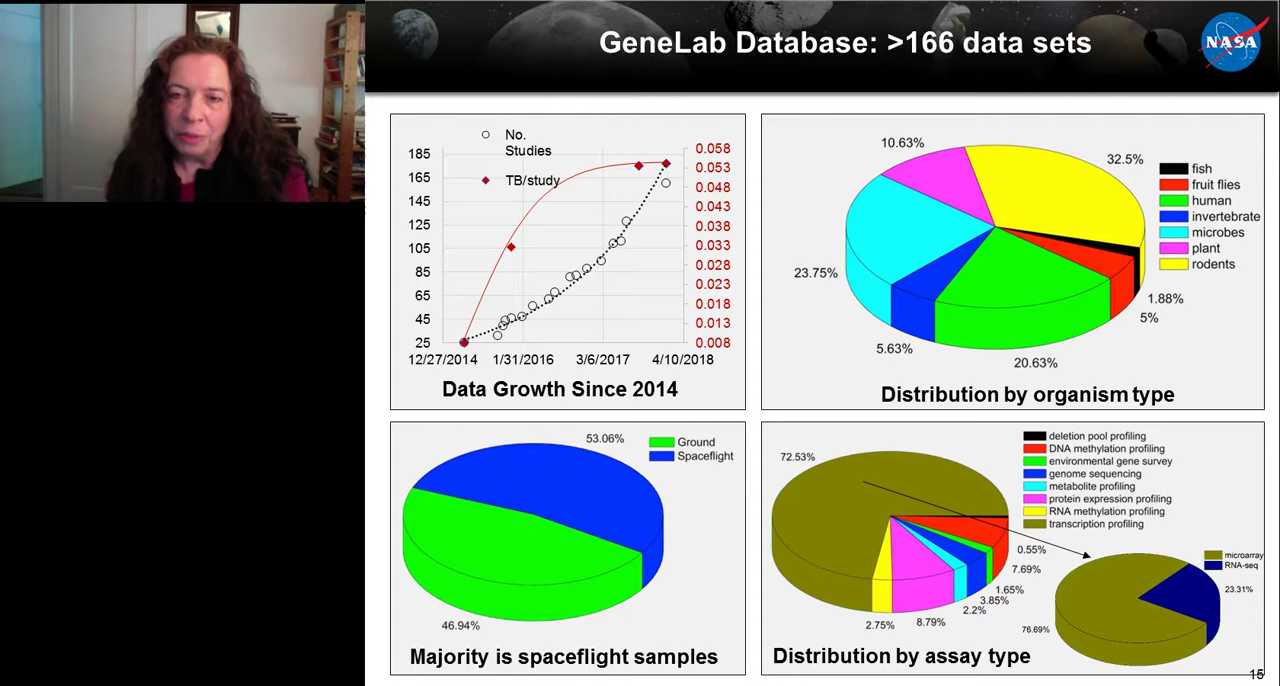 GeneLab Database: >166 data sets
NASA
No.
Studies
TB/study
185
165
145
125
105
85
65
45
25
0.058
0.053
0.048
0.043
0.038
0.033
0.028
0.023
0.018
0.013
0.008
12/27/2014
1/31/2016
3/6/2017
4/10/2018
Data Growth Since 2014
10.63%
32.5%
23.75%
5.63%
20.63%
5%
1.88%
fish
fruit flies
human
invertebrate
microbes
plant
rodents
Distribution by organism type
53.06%
46.94%
Ground
Spaceflight
Majority is spaceflight samples
72.53%
deletion pool profiling
DNA methylation profiling
environmental gene survey
genome sequencing
metabolite profiling
protein expression profiling
RNA methylation profiling
transcription profiling
0.55%
7.69%
1.65%
3.85%
2.2%
8.79%
2.75%
microarray
RNA-seq
23.31%
76.69%
Distribution by assay type
15